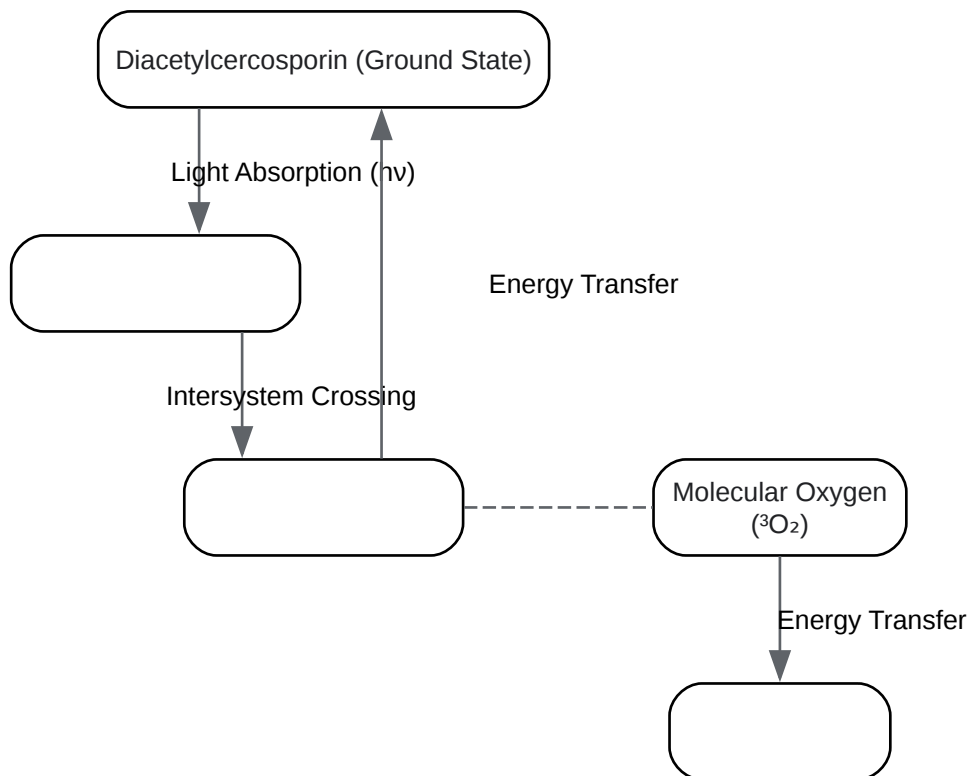 Diacetylcercosporin (Ground State)
Light Absorption (hν)
Energy Transfer
Intersystem Crossing
Molecular Oxygen
(³O₂)
Energy Transfer